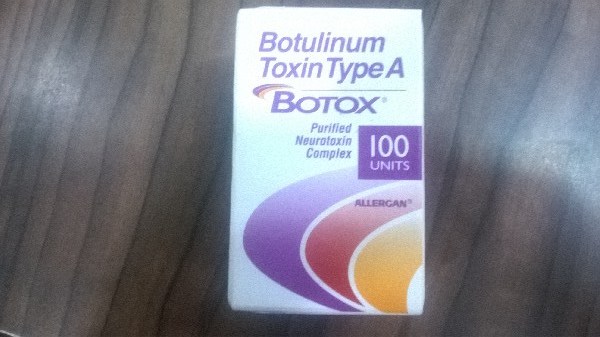 Botulinum
Toxin Type A
BOTOX®
Purified
Neurotoxin
Complex
100
UNITS
ALLERGAN®